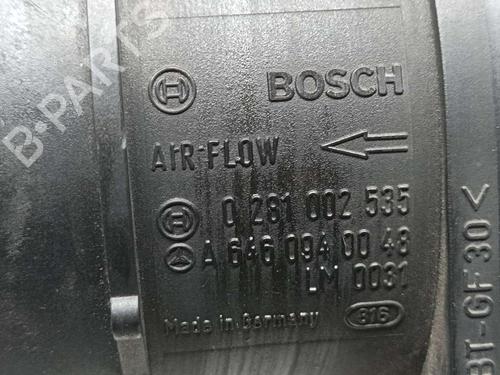 BOSCH
AIR FLOW
0 281 002 535
A 646 094 00 48
LM 0031
Made in Germany 816
BT-GF30<
B-PARTS